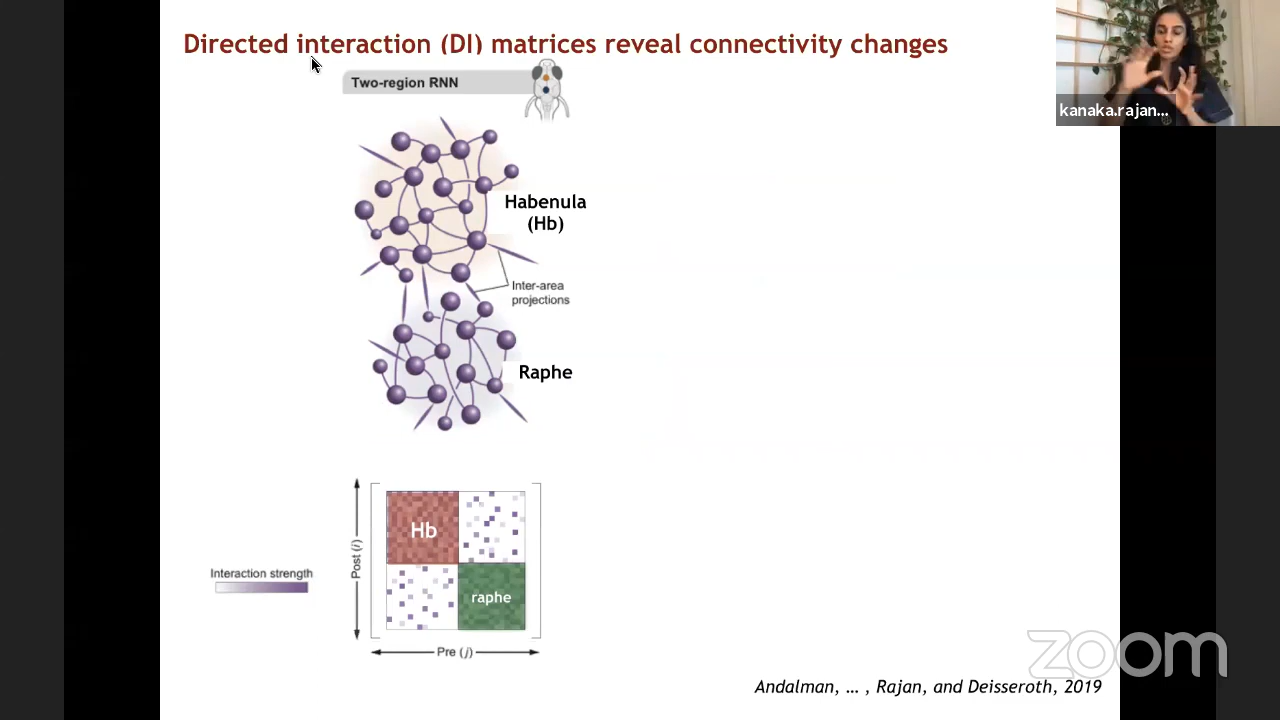 Directed interaction (DI) matrices reveal connectivity changes
kanaka.rajan...
Two-region RNN
Habenula
(Hb)
Inter-area
projections
Raphe
Hb
Interaction strength
Post (i)
raphe
Pre (j)
zoom
Andalman, ... , Rajan, and Deisseroth, 2019